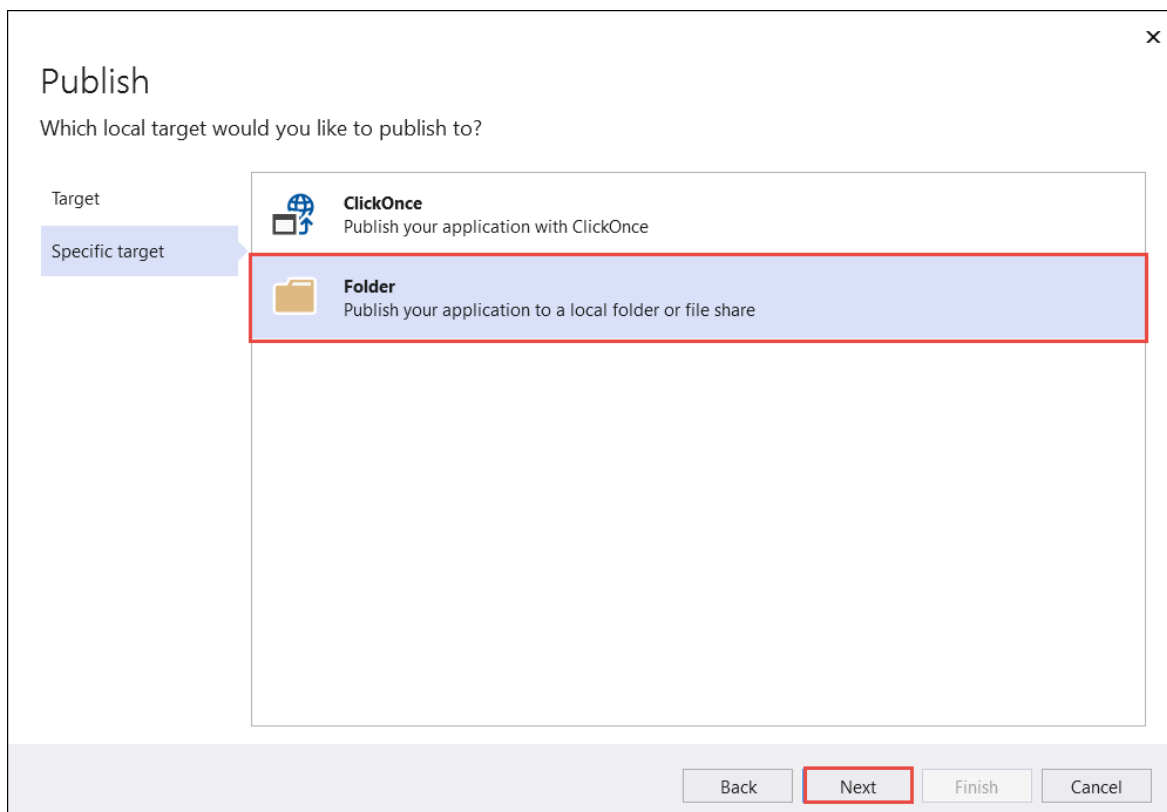 Publish
Which local target would you like to publish to?
Target
Specific target
ClickOnce
Publish your application with ClickOnce
Folder
Publish your application to a local folder or file share
Back
Next
Finish
Cancel